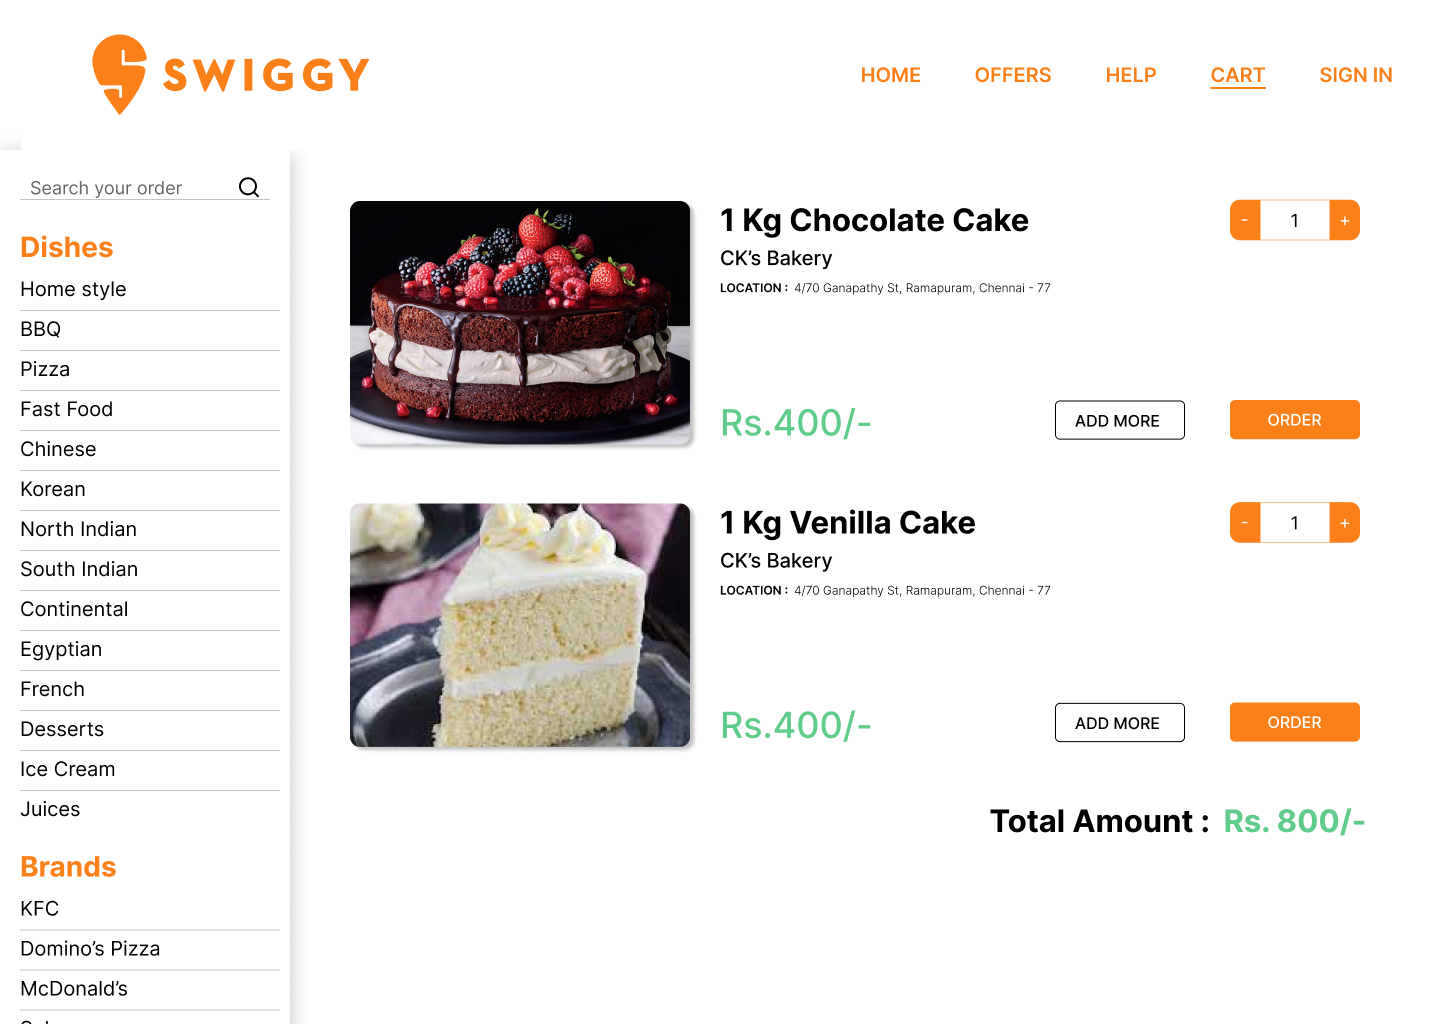 SWIGGY
HOME
OFFERS
HELP
CART
SIGN IN
Search your order
Dishes
Home style
BBQ
Pizza
Fast Food
Chinese
Korean
North Indian
South Indian
Continental
Egyptian
French
Desserts
Ice Cream
Juices
Brands
KFC
Domino’s Pizza
McDonald’s
1 Kg Chocolate Cake
- 1 +
CK’s Bakery
LOCATION : 4/70 Ganapathy St, Ramapuram, Chennai - 77
Rs.400/-
ADD MORE
ORDER
1 Kg Venilla Cake
- 1 +
CK’s Bakery
LOCATION : 4/70 Ganapathy St, Ramapuram, Chennai - 77
Rs.400/-
ADD MORE
ORDER
Total Amount : Rs. 800/-